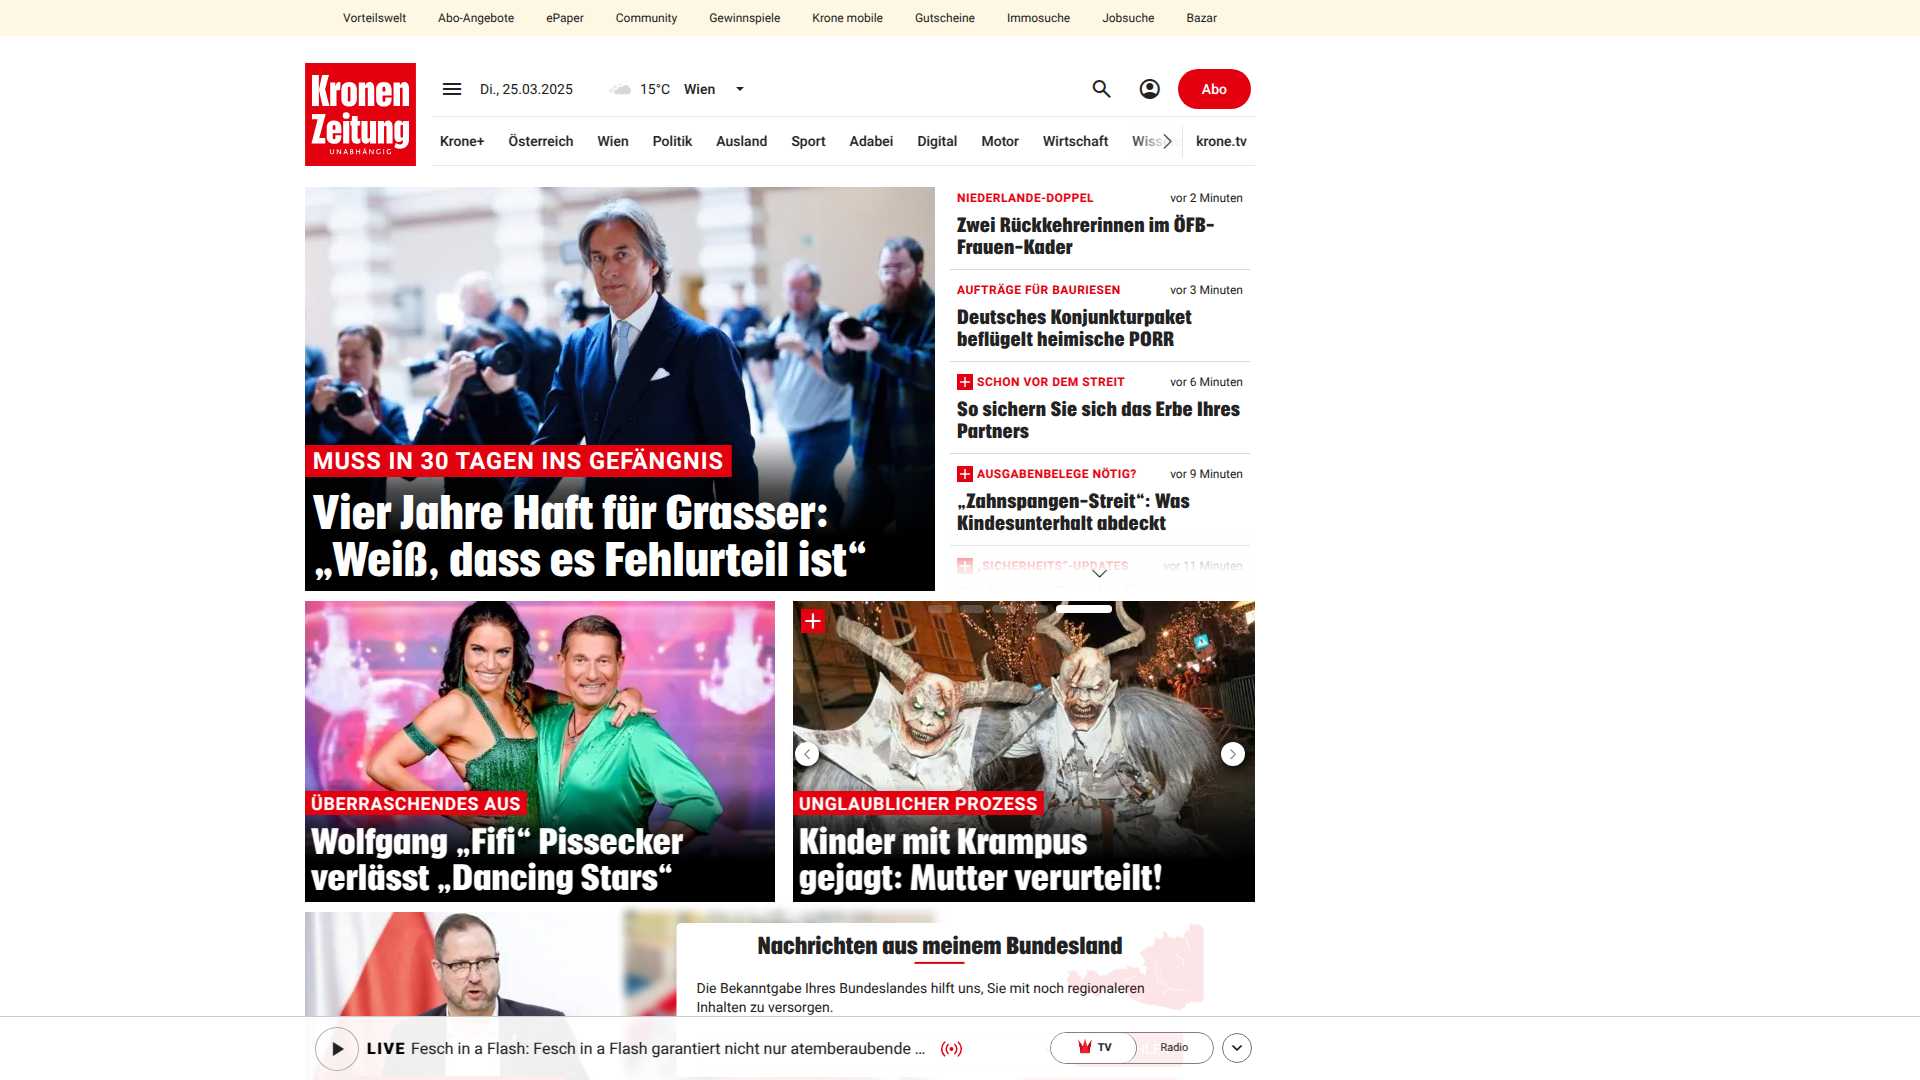 Vorteilswelt Abo-Angebote ePaper Community Gewinnspiele Krone mobile Gutscheine Immosuche Jobsuche Bazar
Kronen
Zeitung
UNABHÄNGIG
Di., 25.03.2025 15°C Wien
Abo
Krone+ Österreich Wien Politik Ausland Sport Adabei Digital Motor Wirtschaft Wiss krone.tv
MUSS IN 30 TAGEN INS GEFÄNGNIS
Vier Jahre Haft für Grasser:
„Weiß, dass es Fehlurteil ist“
NIEDERLANDE-DOPPEL vor 2 Minuten
Zwei Rückkehrerinnen im ÖFB-
Frauen-Kader
AUFTRÄGE FÜR BAURIESEN vor 3 Minuten
Deutsches Konjunkturpaket
beflügelt heimische PORR
SCHON VOR DEM STREIT vor 6 Minuten
So sichern Sie sich das Erbe Ihres
Partners
AUSGABENBELEGE NÖTIG? vor 9 Minuten
„Zahnspangen-Streit“: Was
Kindesunterhalt abdeckt
„SICHERHEITS“-UPDATES vor 11 Minuten
ÜBERRASCHENDES AUS
Wolfgang „Fifi“ Pissecker
verlässt „Dancing Stars“
UNGLAUBLICHER PROZESS
Kinder mit Krampus
gejagt: Mutter verurteilt!
Nachrichten aus meinem Bundesland
Die Bekanntgabe Ihres Bundeslandes hilft uns, Sie mit noch regionaleren
Inhalten zu versorgen.
LIVE Fesch in a Flash: Fesch in a Flash garantiert nicht nur atemberaubende ...
TV Radio